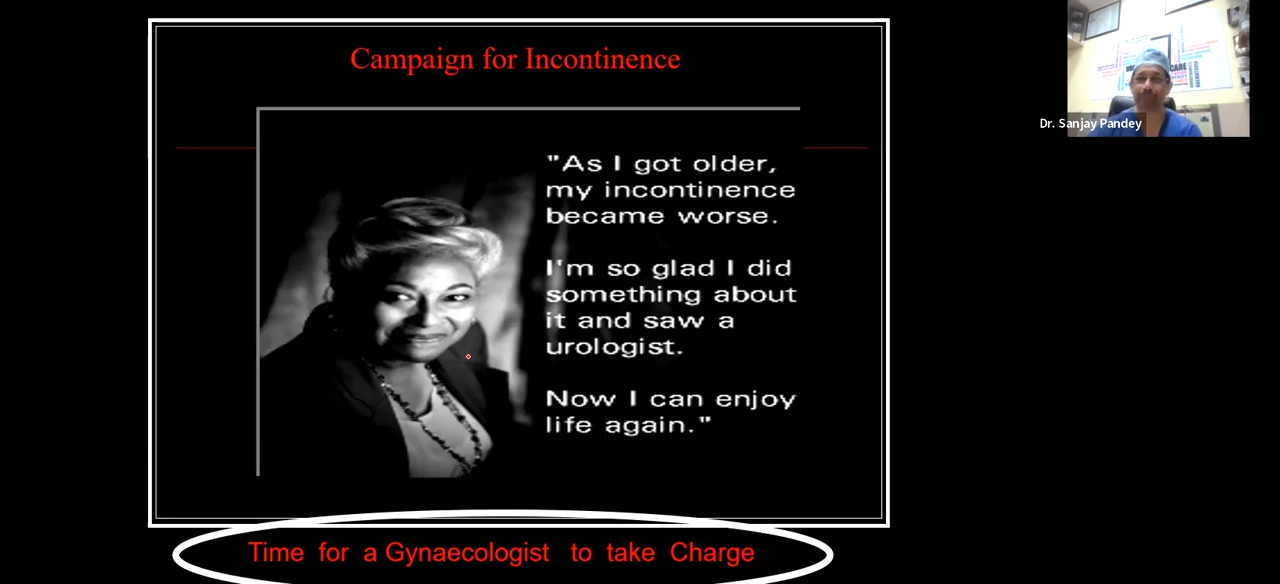 Campaign for Incontinence
"As I got older,
my incontinence
became worse.
I'm so glad I did
something about
it and saw a
urologist.
Now I can enjoy
life again."
Time for a Gynaecologist to take Charge
CARE
Dr. Sanjay Pandey